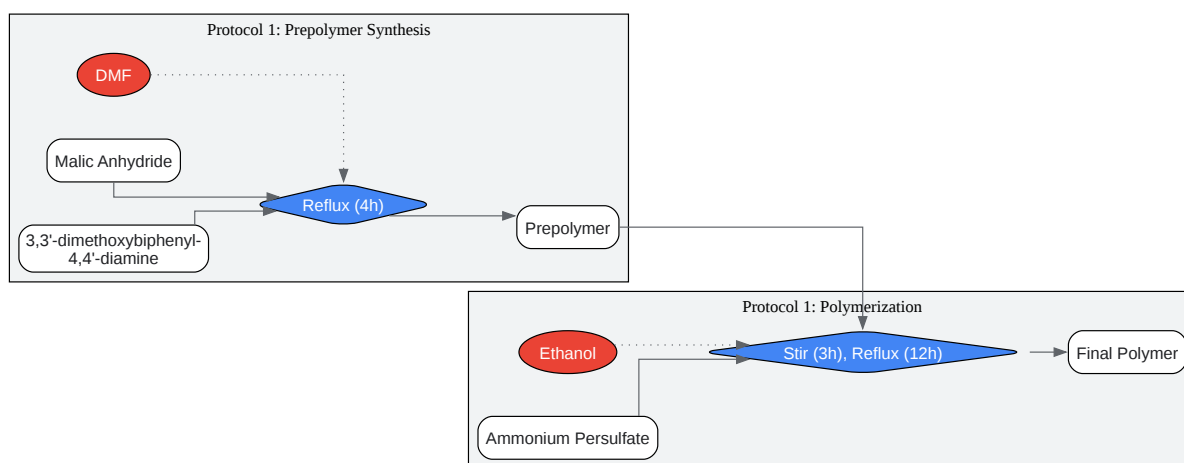 Protocol 1: Prepolymer Synthesis
DMF
Malic Anhydride
Reflux (4h)
3,3'-dimethoxybiphenyl-
4,4'-diamine
Prepolymer
Protocol 1: Polymerization
Ethanol
Stir (3h), Reflux (12h)
Final Polymer
Ammonium Persulfate